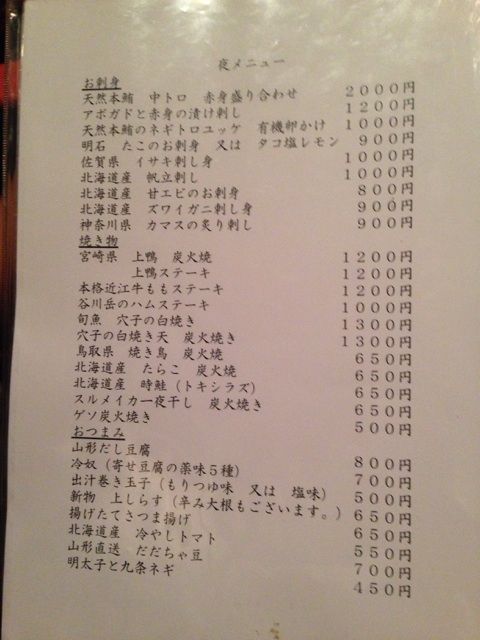 夜メニュー
お刺身
天然本鮪 中トロ 赤身盛り合わせ 2000円
アボガドと赤身の漬け刺し 1200円
天然本鮪のネギトロユッケ 有機卵かけ 1000円
明石 たこのお刺身 又は タコ塩レモン 900円
佐賀県 イサキ刺し身 1000円
北海道産 帆立刺し 1000円
北海道産 甘エビのお刺身 800円
北海道産 ズワイガニ刺し身 900円
神奈川県 カマスの炙り刺し 900円
焼き物
宮崎県 上鴨 炭火焼 1200円
上鴨ステーキ 1200円
本格近江牛ももステーキ 1200円
谷川岳のハムステーキ 1000円
旬魚 穴子の白焼き 1300円
穴子の白焼き天 炭火焼き 1300円
鳥取県 焼き鳥 炭火焼 650円
北海道産 たらこ 炭火焼 650円
北海道産 時鮭（トキシラズ） 650円
スルメイカ一夜干し 炭火焼き 650円
ゲソ炭火焼き 500円
おつまみ
山形だし豆腐 800円
冷奴（寄せ豆腐の薬味５種） 700円
出汁巻き玉子（もりつゆ味 又は 塩味） 500円
新物 上しらす（辛み大根もございます。） 650円
揚げたてさつま揚げ 650円
北海道産 冷やしトマト 550円
山形直送 だだちゃ豆 700円
明太子と九条ネギ 450円